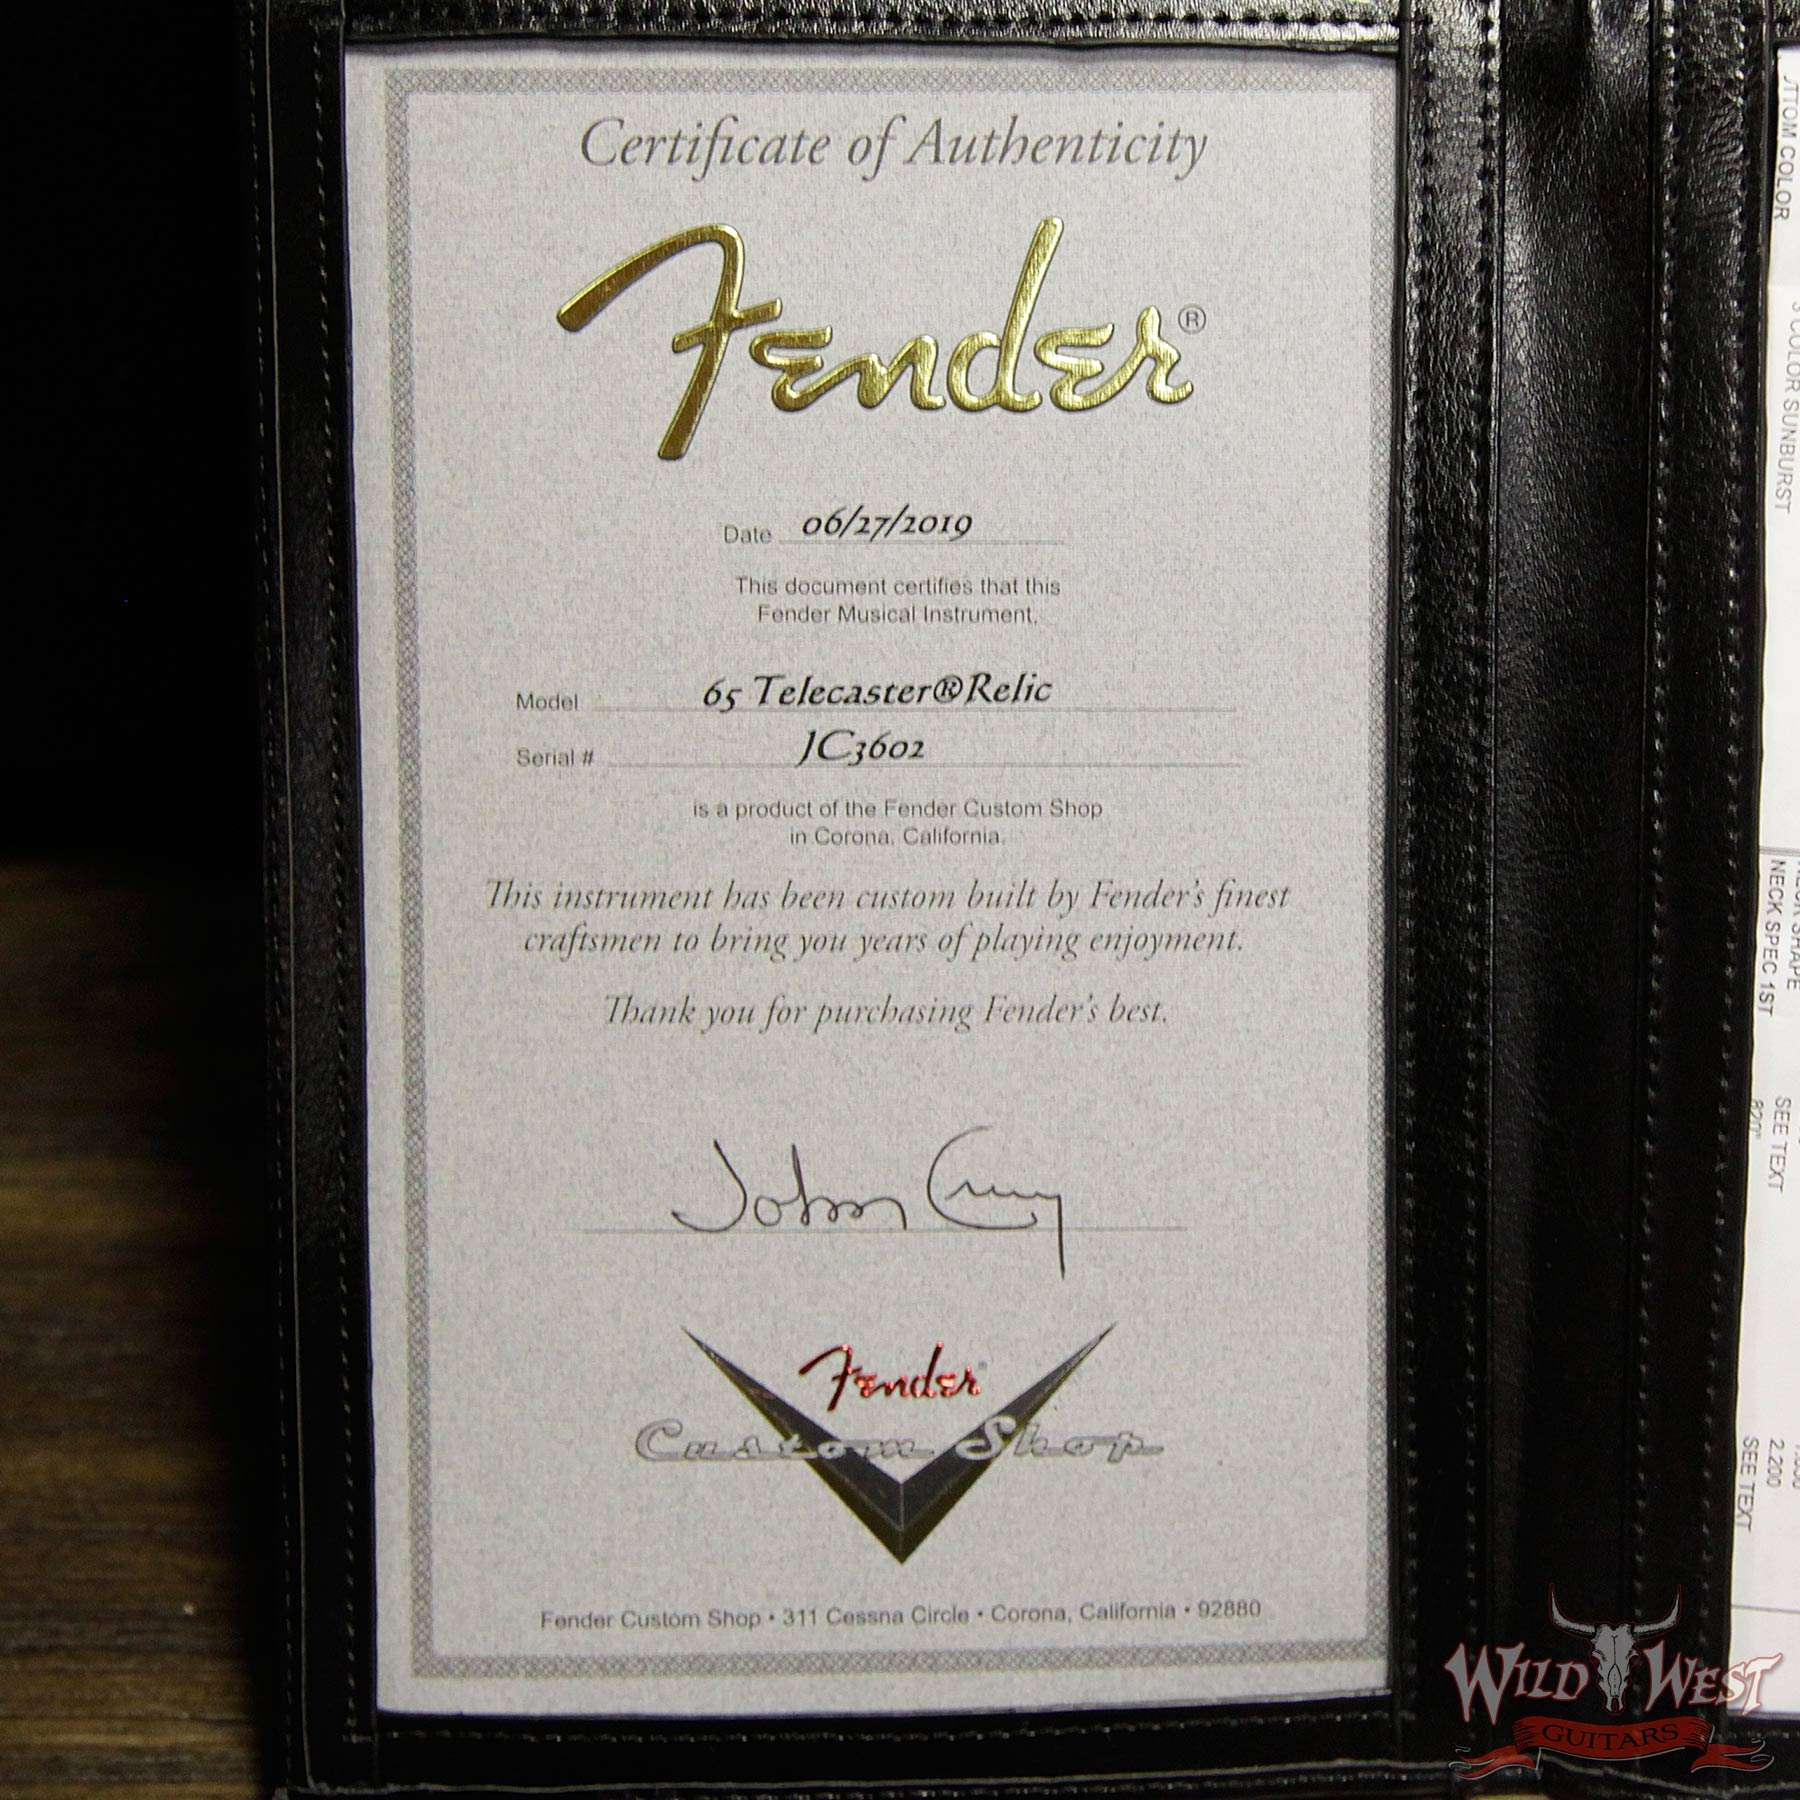 Certificate of Authenticity
Fender®
Date 06/27/2019
This document certifies that this
Fender Musical Instrument,
Model 65 Telecaster®Relic
Serial # JC3602
is a product of the Fender Custom Shop
in Corona, California.
This instrument has been custom built by Fender's finest
craftsmen to bring you years of playing enjoyment.
Thank you for purchasing Fender's best.
John Cruz
Fender®
Custom Shop
Fender Custom Shop • 311 Cessna Circle • Corona, California • 92880
COLOR
3 COLOR SUNBURST
NECK SPEC 1ST
SEE TEXT
.820"
2.200
SEE TEXT
WILD WEST
GUITARS